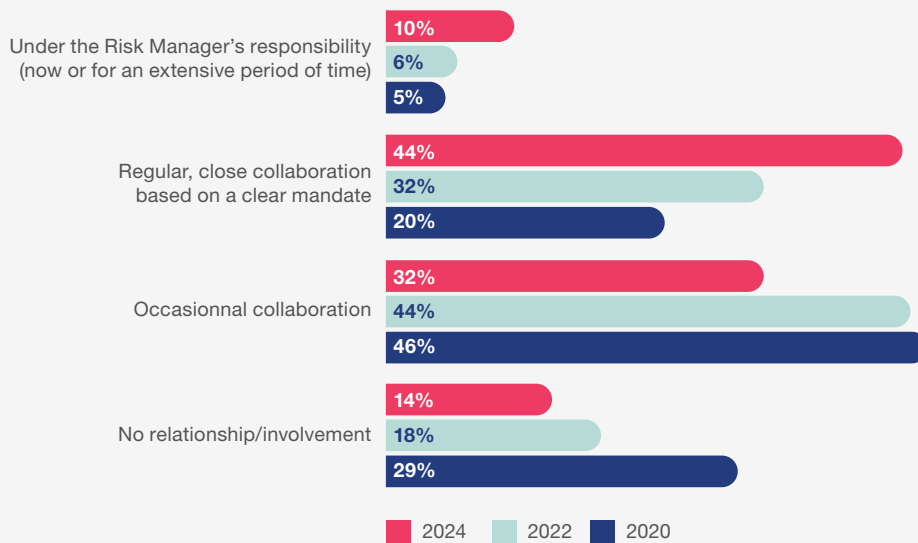 Under the Risk Manager’s responsibility
(now or for an extensive period of time)
10%
6%
5%
Regular, close collaboration
based on a clear mandate
44%
32%
20%
Occasionnal collaboration
32%
44%
46%
No relationship/involvement
14%
18%
29%
2024 2022 2020